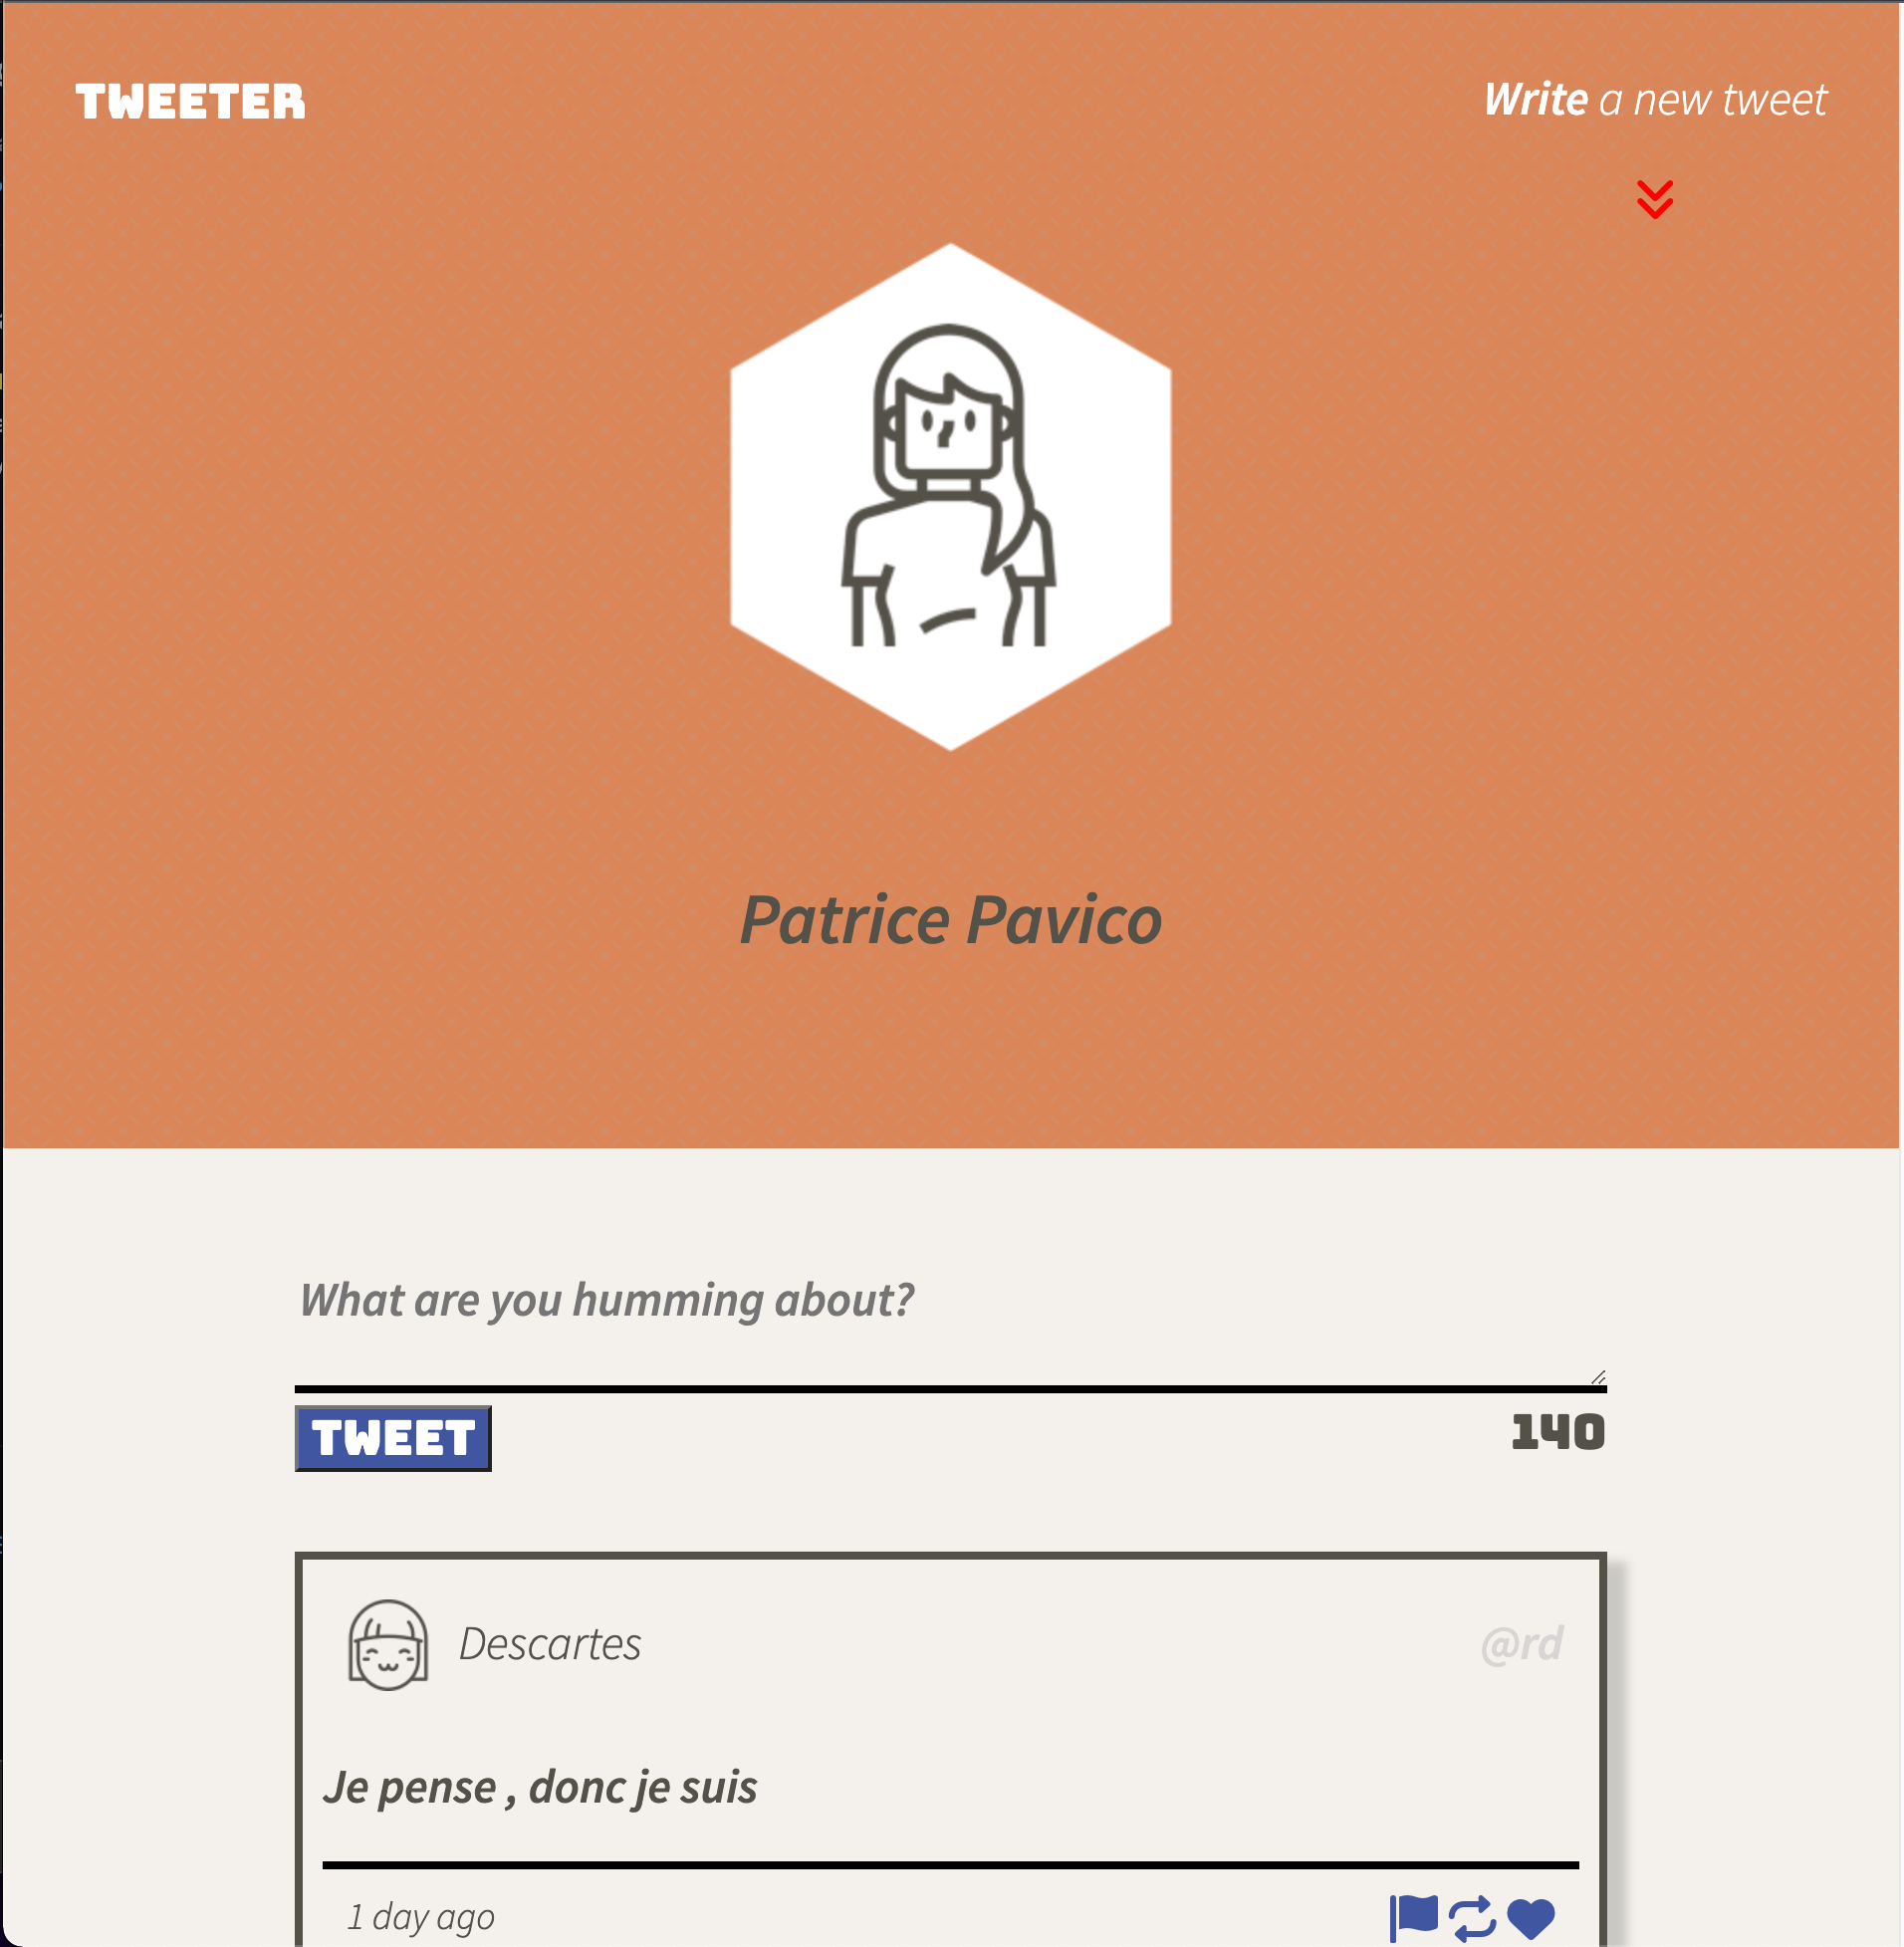 TWEETER
Write a new tweet
Patrice Pavico
What are you humming about?
TWEET
140
Descartes
@rd
Je pense , donc je suis
1 day ago